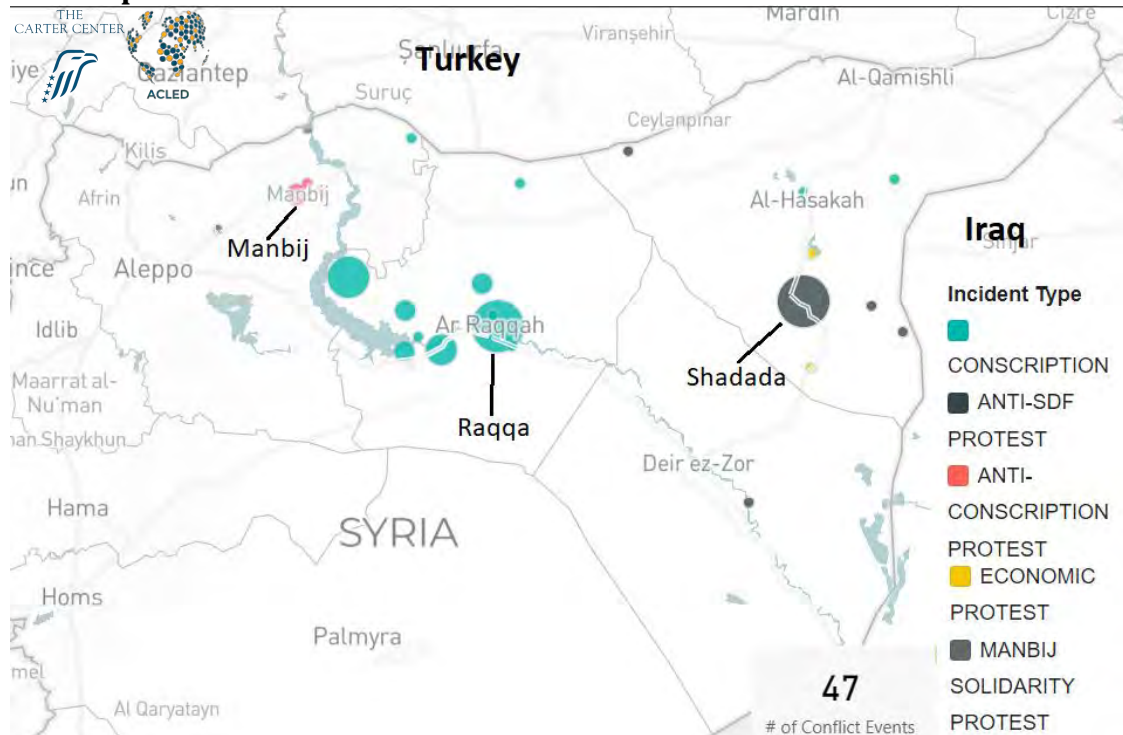 THE
CARTER CENTER
ACLED
Mardin
Cizre
Viranşehir
Şanlıurfa
Turkey
Gaziantep
Al-Qamishli
Suruç
Ceylanpınar
Kilis
Afrin
Manbij
Al-Hasakah
Manbij
Iraq
Sinjar
Aleppo
Incident Type
CONSCRIPTION
ANTI-SDF
PROTEST
ANTI-
CONSCRIPTION
PROTEST
ECONOMIC
PROTEST
MANBIJ
SOLIDARITY
PROTEST
Idlib
Ar Raqqah
Shadada
Maarrat al-
Nu'man
Raqqa
an Shaykhun
Deir ez-Zor
Hama
SYRIA
Homs
Palmyra
Al Qaryatayn
47
# of Conflict Events